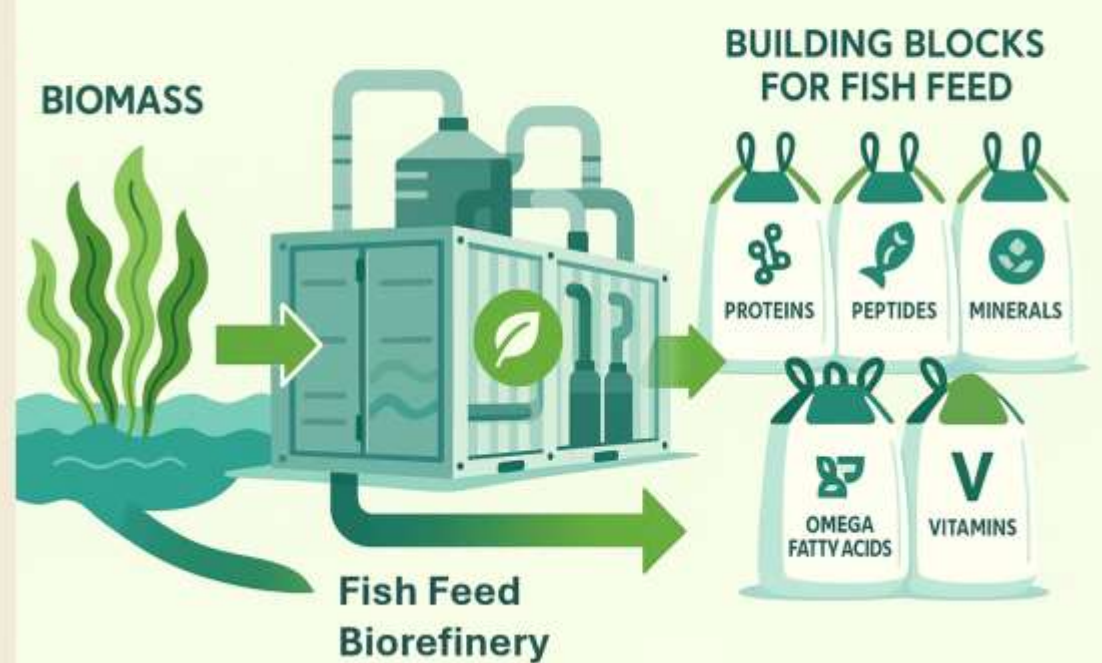 BIOMASS
BUILDING BLOCKS
FOR FISH FEED
PROTEINS
PEPTIDES
MINERALS
OMEGA
FATTY ACIDS
V
VITAMINS
Fish Feed
Biorefinery